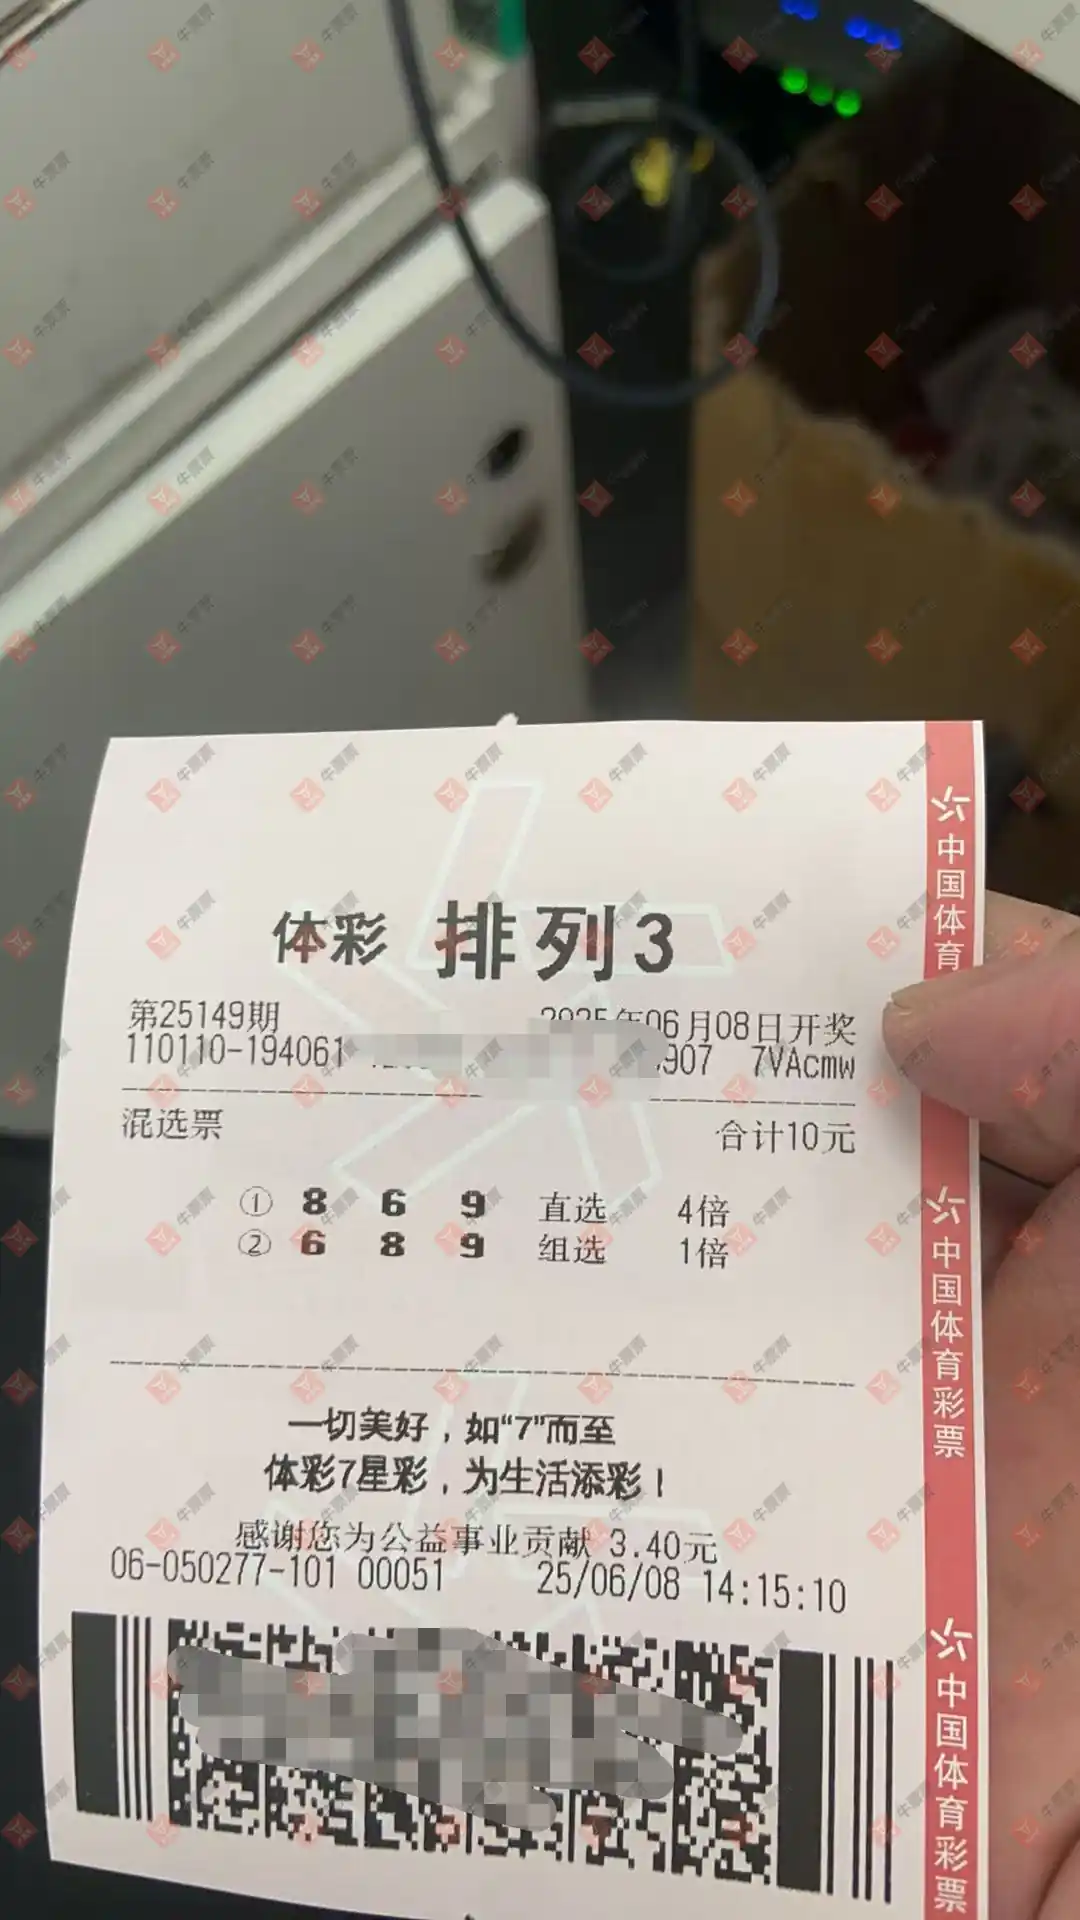 体彩 排列3
第25149期 2025年06月08日开奖
110110-194061 907 7VAcmw
混选票 合计10元
① 8 6 9 直选 4倍
② 6 8 9 组选 1倍
一切美好，如“7”而至
体彩7星彩，为生活添彩！
感谢您为公益事业贡献 3.40元
06-050277-101 00051 25/06/08 14:15:10
中国体育
中国体育彩票
中国体育彩票
牛票票